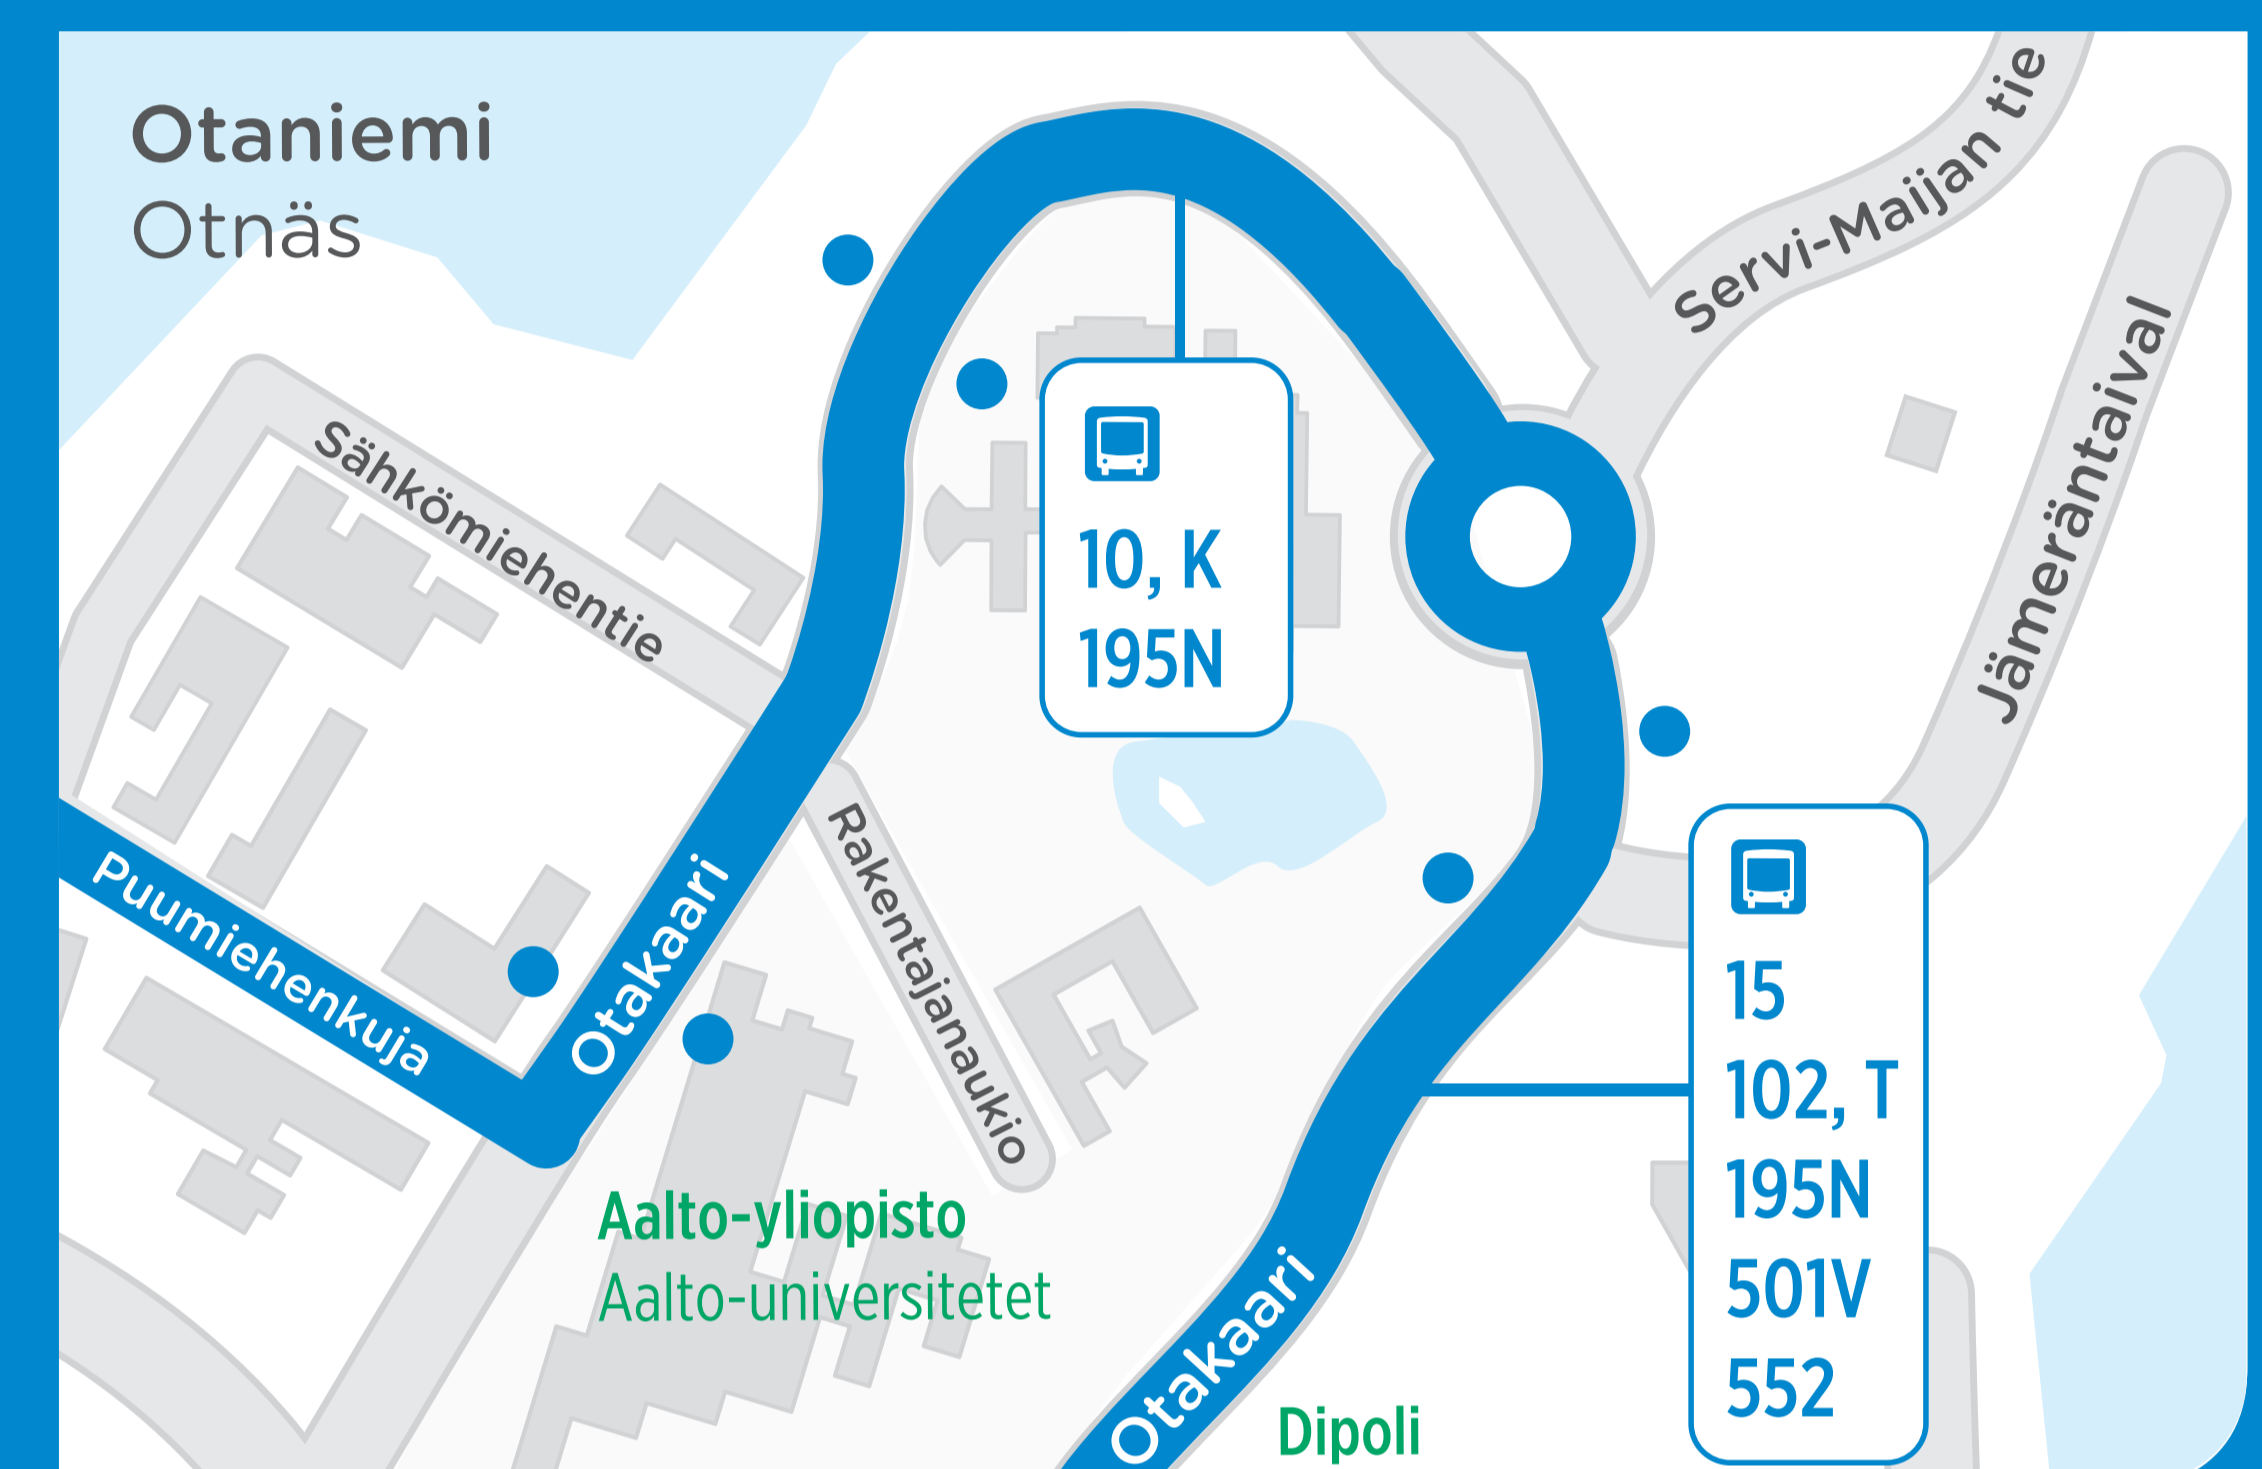 Otaniemi
Otnäs
Servi-Maijan tie
Jämeräntaival
Sähkömiehentie
10, K
195N
Puumiehenkuja
Otakaari
Rakentajanaukio
15
102, T
195N
501V
552
Aalto-yliopisto
Aalto-universitetet
Otakaari
Dipoli